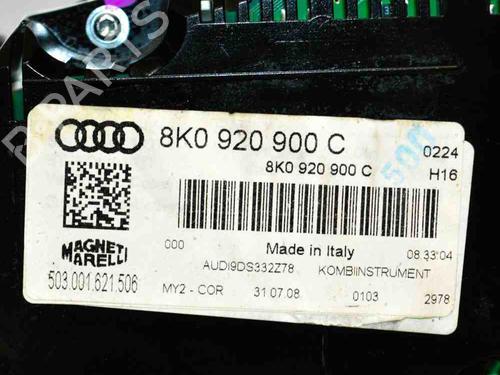 8K0 920 900 C
0224
8K0 920 900 C
H16
500
000
Made in Italy
08:33:04
MAGNETI
MARELLI
AUDI9DS332Z78 KOMBIINSTRUMENT
503.001.621.506
MY2 - COR 31.07.08 0103 2978